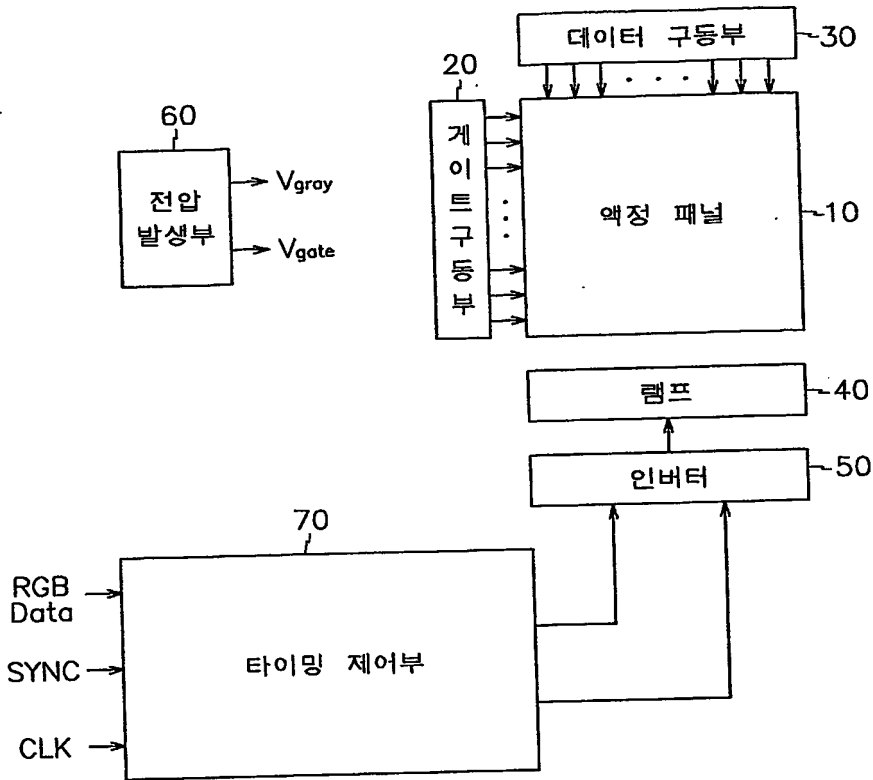 데이터 구동부
30
20
게이트구동부
60
전압
발생부
Vgray
Vgate
액정 패널
10
램프
40
인버터
50
70
RGB
Data
SYNC
CLK
타이밍 제어부